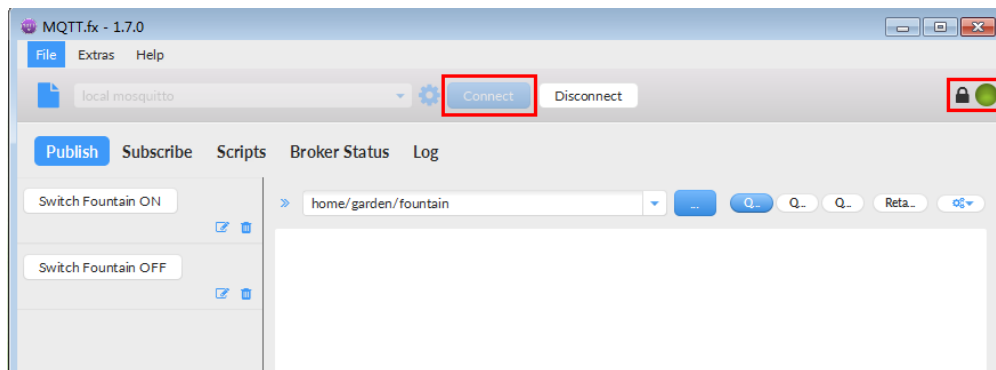 MQTT.fx - 1.7.0
File Extras Help
local mosquitto Connect Disconnect
Publish Subscribe Scripts Broker Status Log
Switch Fountain ON
home/garden/fountain ... Q... Q... Q... Reta...
Switch Fountain OFF